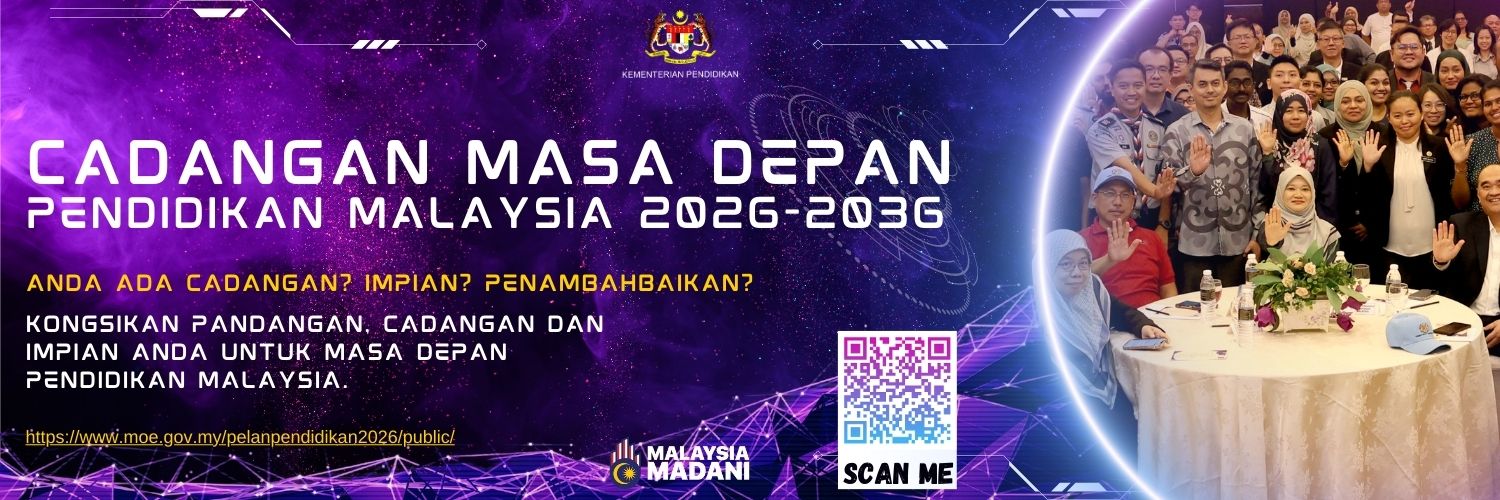 KEMENTERIAN PENDIDIKAN
CADANGAN MASA DEPAN
PENDIDIKAN MALAYSIA 2026-2036
ANDA ADA CADANGAN? IMPIAN? PENAMBAHBAIKAN?
KONGSIKAN PANDANGAN, CADANGAN DAN
IMPIAN ANDA UNTUK MASA DEPAN
PENDIDIKAN MALAYSIA.
https://www.moe.gov.my/pelanpendidikan2026/public/
MALAYSIA
MADANI
SCAN ME